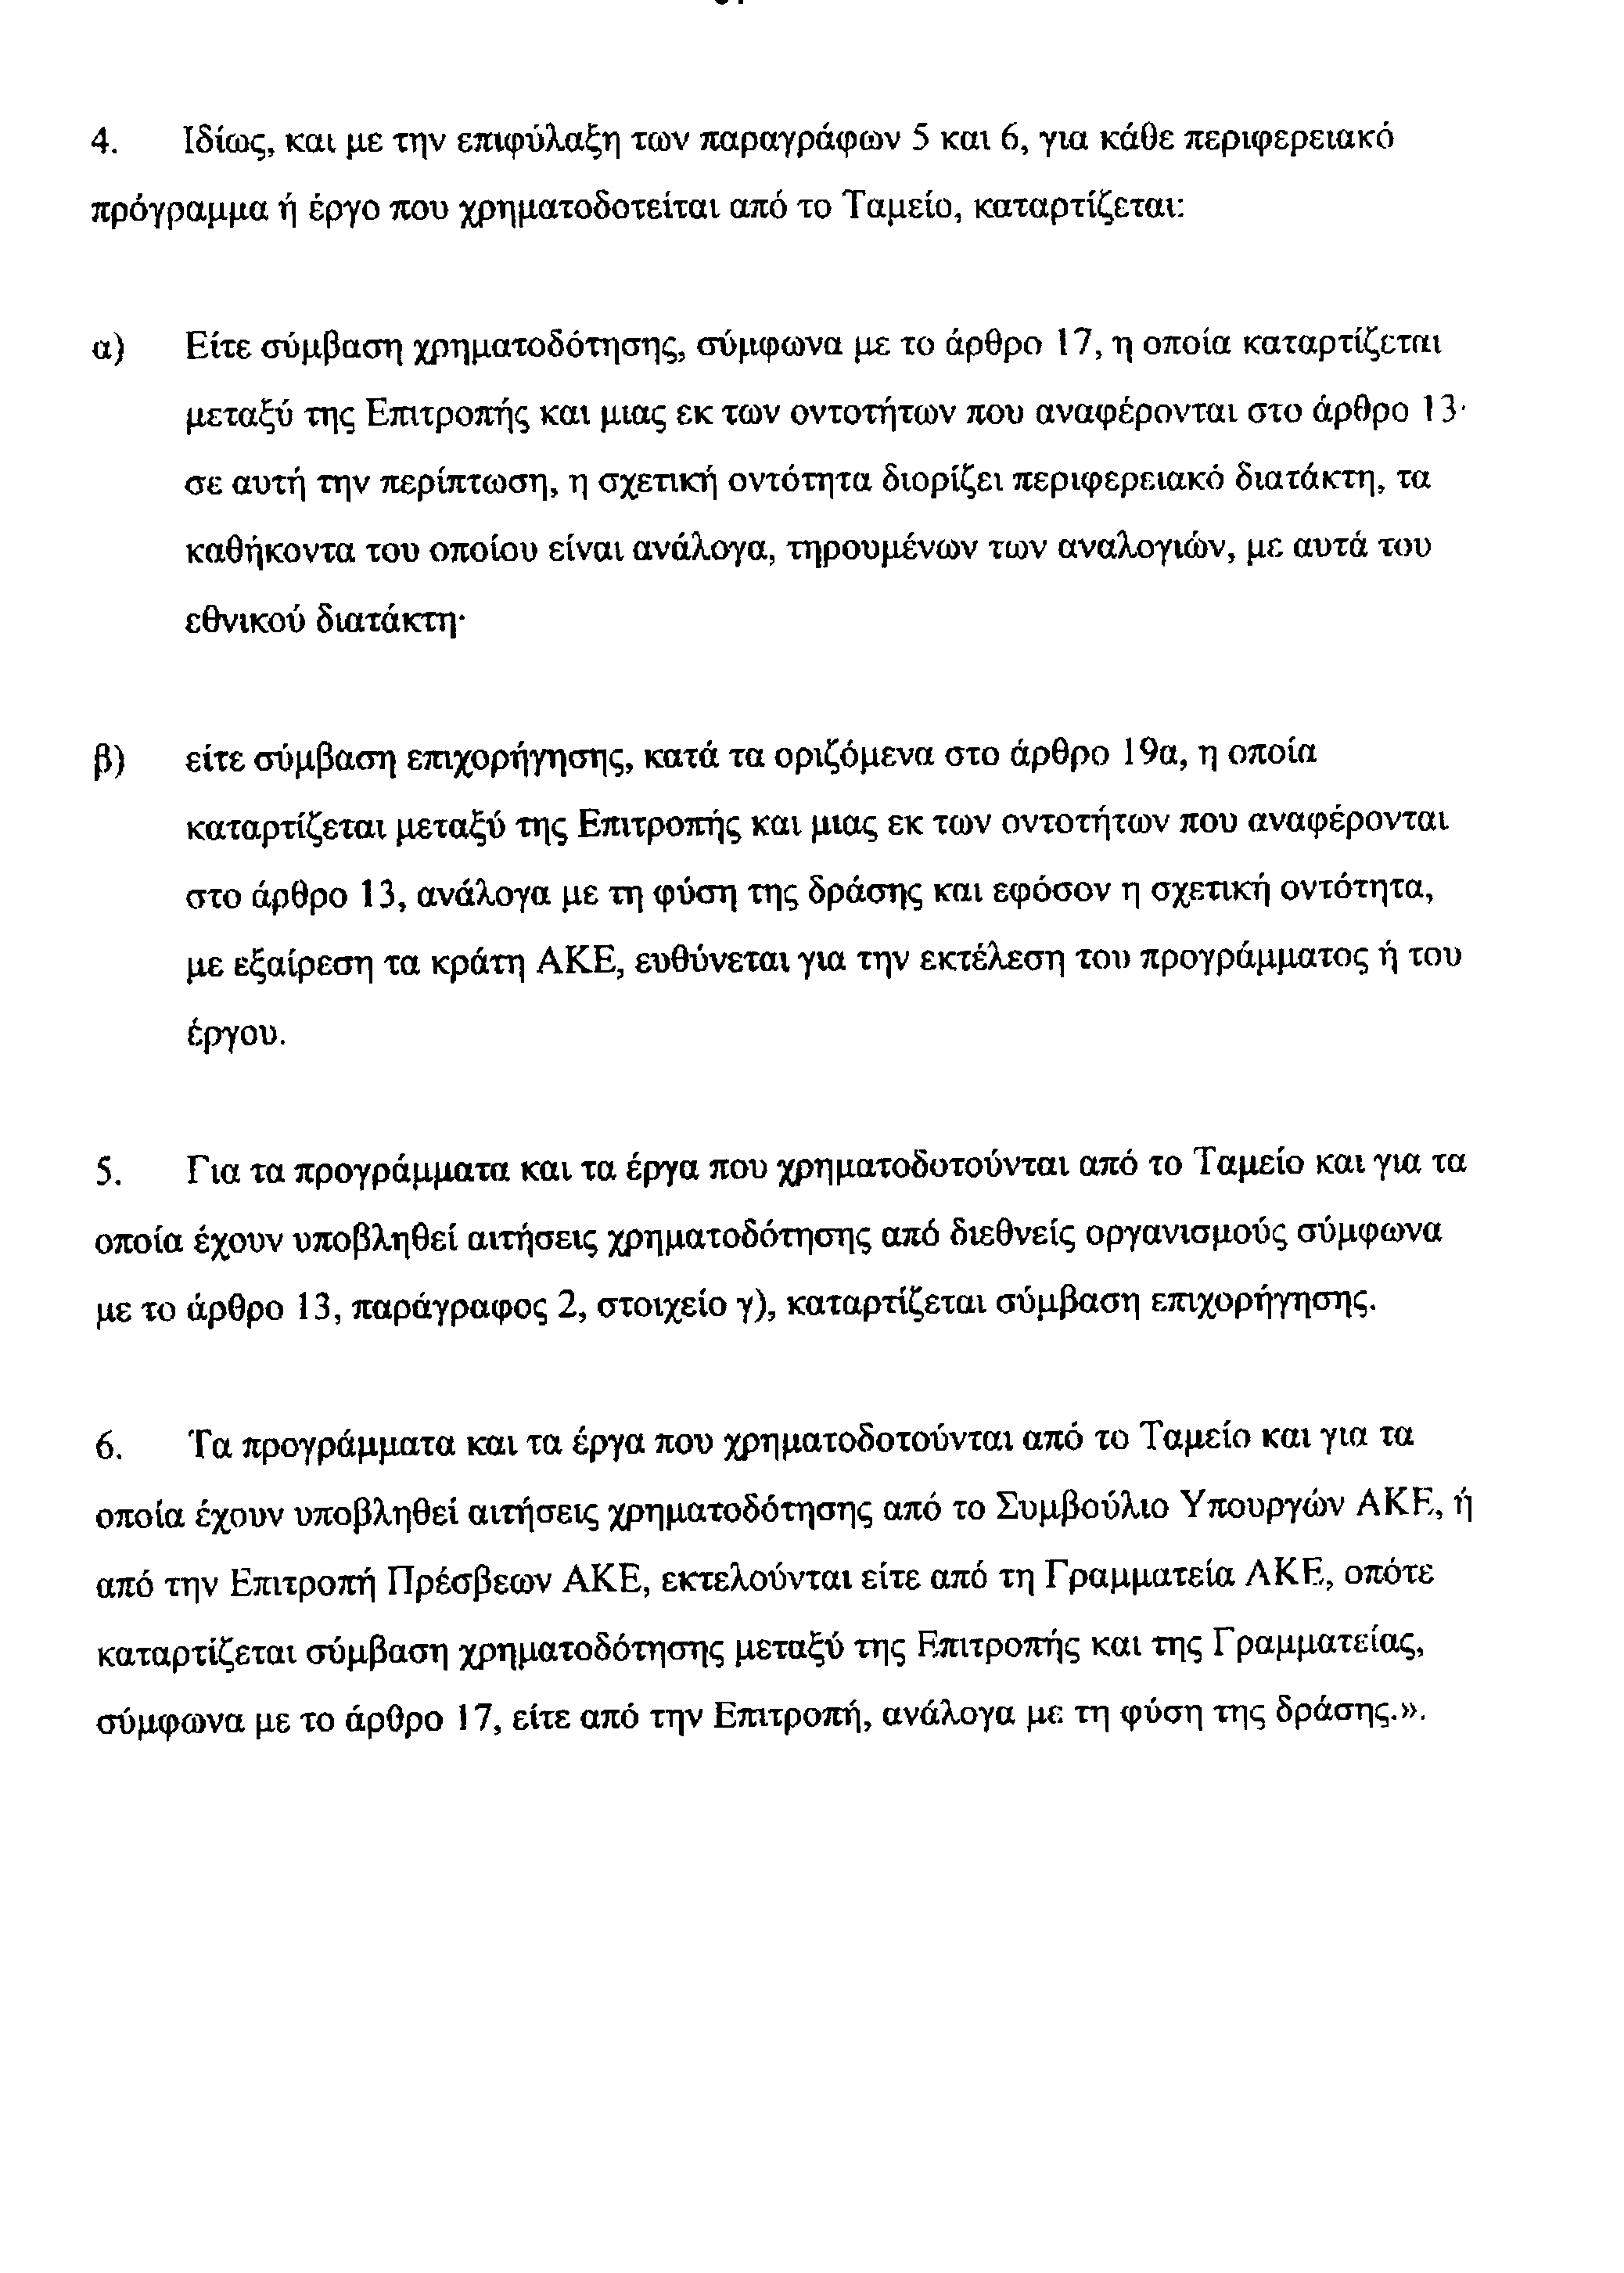 4. Ιδίως, και με την επιφύλαξη των παραγράφων 5 και 6, για κάθε περιφερειακό
πρόγραμμα ή έργο που χρηματοδοτείται από το Ταμείο, καταρτίζεται:
α) Είτε σύμβαση χρηματοδότησης, σύμφωνα με το άρθρο 17, η οποία καταρτίζεται
μεταξύ της Επιτροπής και μιας εκ των οντοτήτων που αναφέρονται στο άρθρο 13·
σε αυτή την περίπτωση, η σχετική οντότητα διορίζει περιφερειακό διατάκτη, τα
καθήκοντα του οποίου είναι ανάλογα, τηρουμένων των αναλογιών, με αυτά του
εθνικού διατάκτη·
β) είτε σύμβαση επιχορήγησης, κατά τα οριζόμενα στο άρθρο 19α, η οποία
καταρτίζεται μεταξύ της Επιτροπής και μιας εκ των οντοτήτων που αναφέρονται
στο άρθρο 13, ανάλογα με τη φύση της δράσης και εφόσον η σχετική οντότητα,
με εξαίρεση τα κράτη ΑΚΕ, ευθύνεται για την εκτέλεση του προγράμματος ή του
έργου.
5. Για τα προγράμματα και τα έργα που χρηματοδοτούνται από το Ταμείο και για τα
οποία έχουν υποβληθεί αιτήσεις χρηματοδότησης από διεθνείς οργανισμούς σύμφωνα
με το άρθρο 13, παράγραφος 2, στοιχείο γ), καταρτίζεται σύμβαση επιχορήγησης.
6. Τα προγράμματα και τα έργα που χρηματοδοτούνται από το Ταμείο και για τα
οποία έχουν υποβληθεί αιτήσεις χρηματοδότησης από το Συμβούλιο Υπουργών ΑΚΕ, ή
από την Επιτροπή Πρέσβεων ΑΚΕ, εκτελούνται είτε από τη Γραμματεία ΑΚΕ, οπότε
καταρτίζεται σύμβαση χρηματοδότησης μεταξύ της Επιτροπής και της Γραμματείας,
σύμφωνα με το άρθρο 17, είτε από την Επιτροπή, ανάλογα με τη φύση της δράσης.».